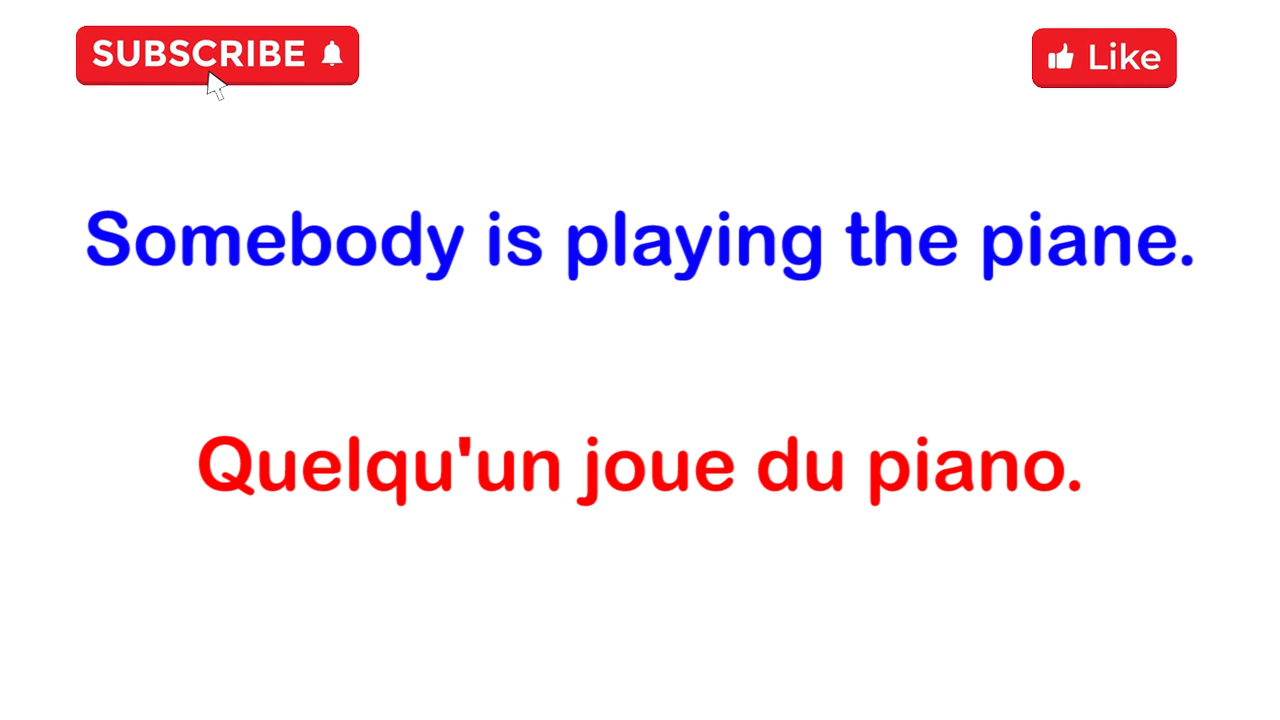 SUBSCRIBE
Like
Somebody is playing the piane.
Quelqu'un joue du piano.